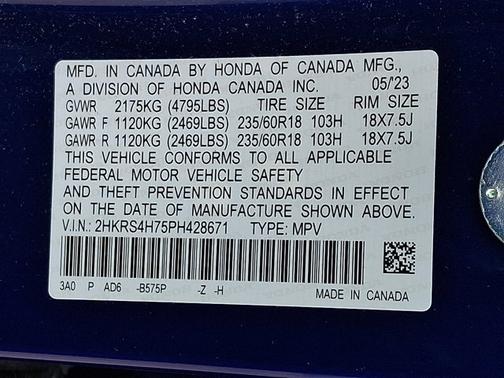 MFD. IN CANADA BY HONDA OF CANADA MFG.,
A DIVISION OF HONDA CANADA INC. 05/'23
GVWR 2175KG (4795LBS) TIRE SIZE RIM SIZE
GAWR F 1120KG (2469LBS) 235/60R18 103H 18X7.5J
GAWR R 1120KG (2469LBS) 235/60R18 103H 18X7.5J
THIS VEHICLE CONFORMS TO ALL APPLICABLE
FEDERAL MOTOR VEHICLE SAFETY
AND THEFT PREVENTION STANDARDS IN EFFECT
ON THE DATE OF MANUFACTURE SHOWN ABOVE.
V.I.N.: 2HKRS4H75PH428671 TYPE: MPV
3A0 P AD6 -B575P -Z -H MADE IN CANADA